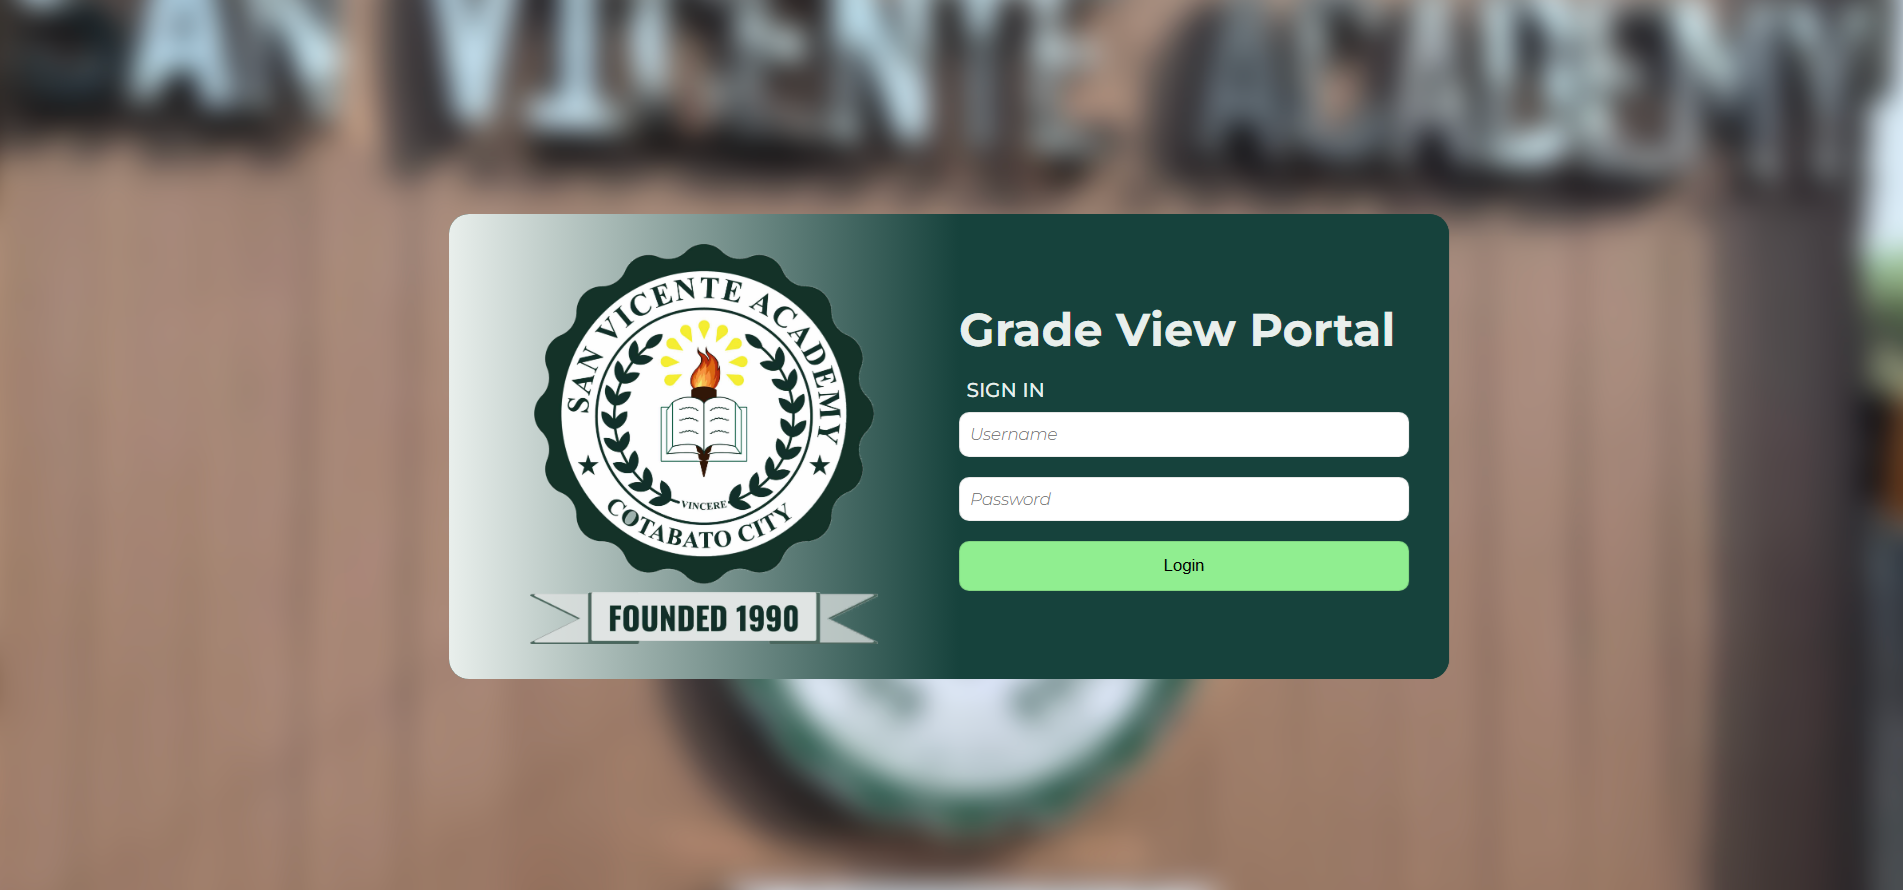 SAN VICENTE ACADEMY
SAN VICENTE ACADEMY
VINCERE
COTABATO CITY
FOUNDED 1990
Grade View Portal
SIGN IN
Username
Password
Login